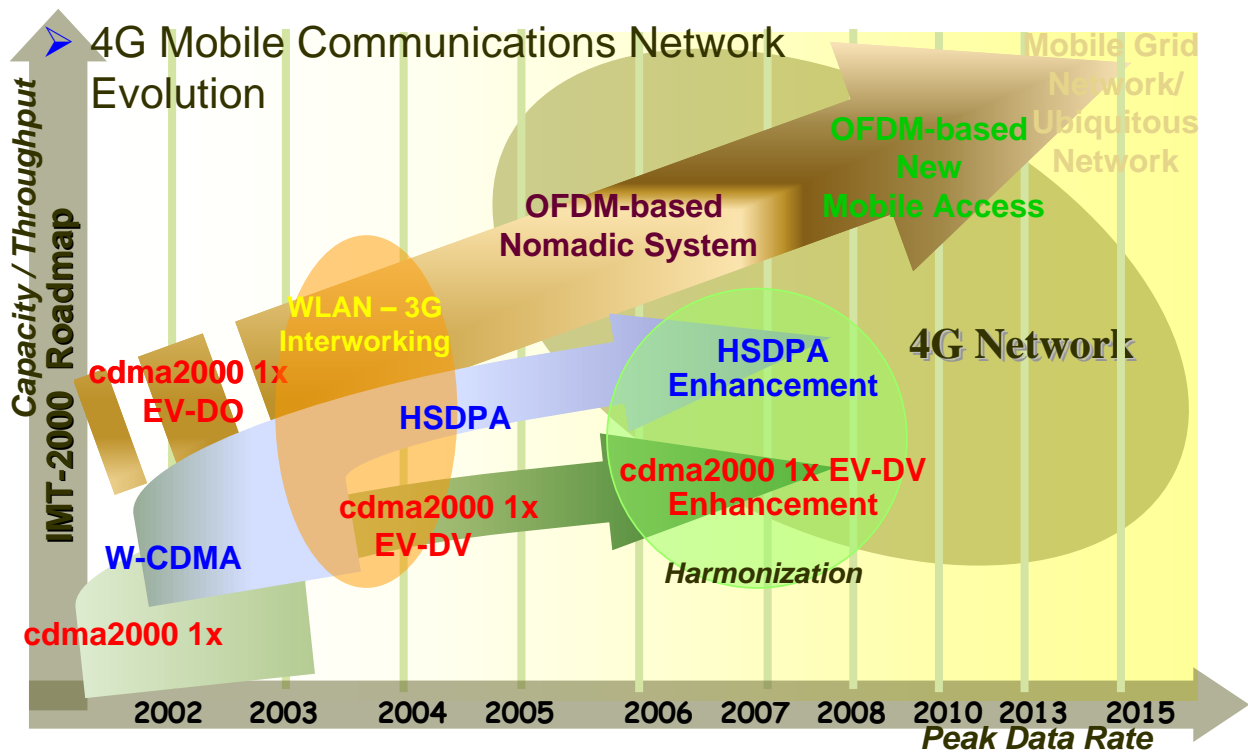 ➢ 4G Mobile Communications Network
Evolution
Capacity / Throughput
IMT-2000 Roadmap
Mobile Grid
Network/
Ubiquitous
Network
OFDM-based
New
Mobile Access
OFDM-based
Nomadic System
WLAN – 3G
Interworking
cdma2000 1x
EV-DO
HSDPA
HSDPA
Enhancement
4G Network
cdma2000 1x EV-DV
Enhancement
cdma2000 1x
EV-DV
W-CDMA
Harmonization
cdma2000 1x
2002 2003 2004 2005 2006 2007 2008 2010 2013 2015
Peak Data Rate